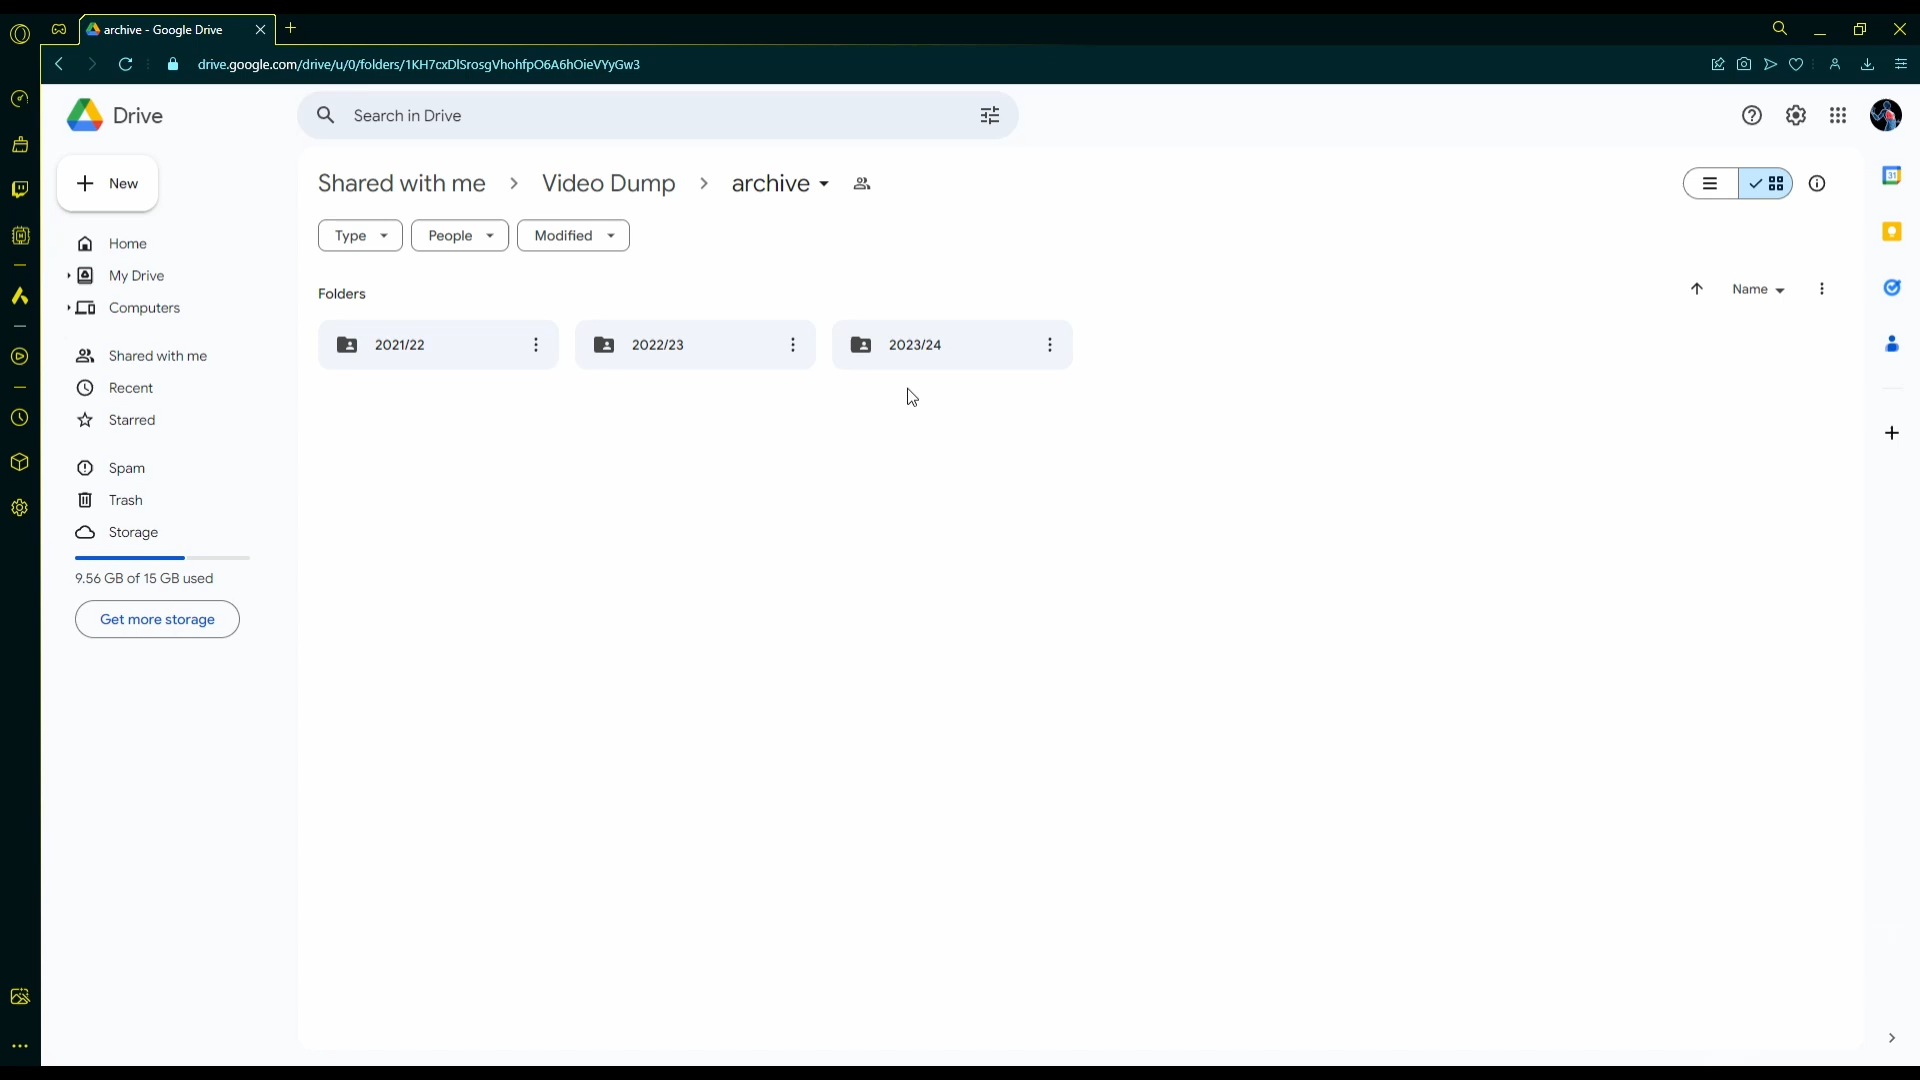 archive - Google Drive
drive.google.com/drive/u/0/folders/1KH7cxDlSrosgVhohfpO6A6hOieVYyGw3
Drive
Search in Drive
New
Shared with me > Video Dump > archive
Type
People
Modified
Home
My Drive
Computers
Folders
Name
2021/22
2022/23
2023/24
Shared with me
Recent
Starred
Spam
Trash
Storage
9.56 GB of 15 GB used
Get more storage
31